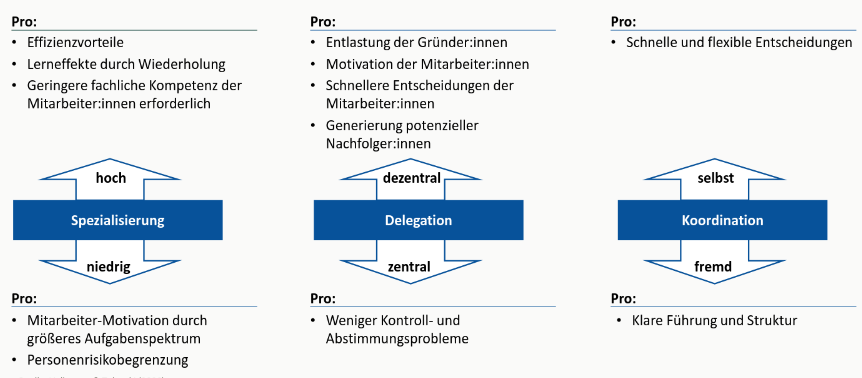 Pro:
• Effizienzvorteile
• Lerneffekte durch Wiederholung
• Geringere fachliche Kompetenz der
Mitarbeiter:innen erforderlich
hoch
Spezialisierung
niedrig
Pro:
• Mitarbeiter-Motivation durch
größeres Aufgabenspektrum
• Personenrisikobegrenzung
Pro:
• Entlastung der Gründer:innen
• Motivation der Mitarbeiter:innen
• Schnellere Entscheidungen der
Mitarbeiter:innen
• Generierung potenzieller
Nachfolger:innen
dezentral
Delegation
zentral
Pro:
• Weniger Kontroll- und
Abstimmungsprobleme
Pro:
• Schnelle und flexible Entscheidungen
selbst
Koordination
fremd
Pro:
• Klare Führung und Struktur